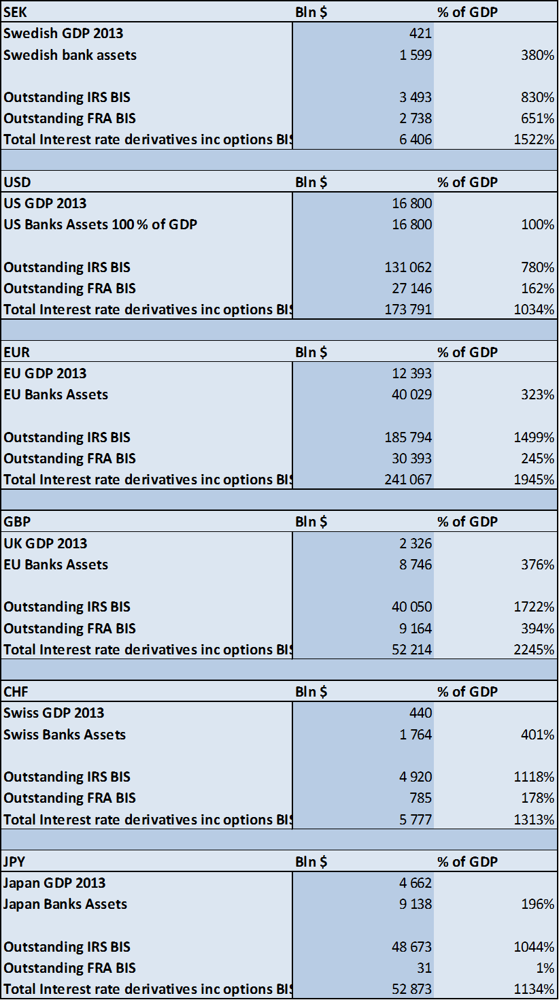 SEK Bln $ % of GDP
Swedish GDP 2013 421
Swedish bank assets 1 599 380%
Outstanding IRS BIS 3 493 830%
Outstanding FRA BIS 2 738 651%
Total Interest rate derivatives inc options BIS 6 406 1522%
USD Bln $ % of GDP
US GDP 2013 16 800
US Banks Assets 100 % of GDP 16 800 100%
Outstanding IRS BIS 131 062 780%
Outstanding FRA BIS 27 146 162%
Total Interest rate derivatives inc options BIS 173 791 1034%
EUR Bln $ % of GDP
EU GDP 2013 12 393
EU Banks Assets 40 029 323%
Outstanding IRS BIS 185 794 1499%
Outstanding FRA BIS 30 393 245%
Total Interest rate derivatives inc options BIS 241 067 1945%
GBP Bln $ % of GDP
UK GDP 2013 2 326
EU Banks Assets 8 746 376%
Outstanding IRS BIS 40 050 1722%
Outstanding FRA BIS 9 164 394%
Total Interest rate derivatives inc options BIS 52 214 2245%
CHF Bln $ % of GDP
Swiss GDP 2013 440
Swiss Banks Assets 1 764 401%
Outstanding IRS BIS 4 920 1118%
Outstanding FRA BIS 785 178%
Total Interest rate derivatives inc options BIS 5 777 1313%
JPY Bln $ % of GDP
Japan GDP 2013 4 662
Japan Banks Assets 9 138 196%
Outstanding IRS BIS 48 673 1044%
Outstanding FRA BIS 31 1%
Total Interest rate derivatives inc options BIS 52 873 1134%